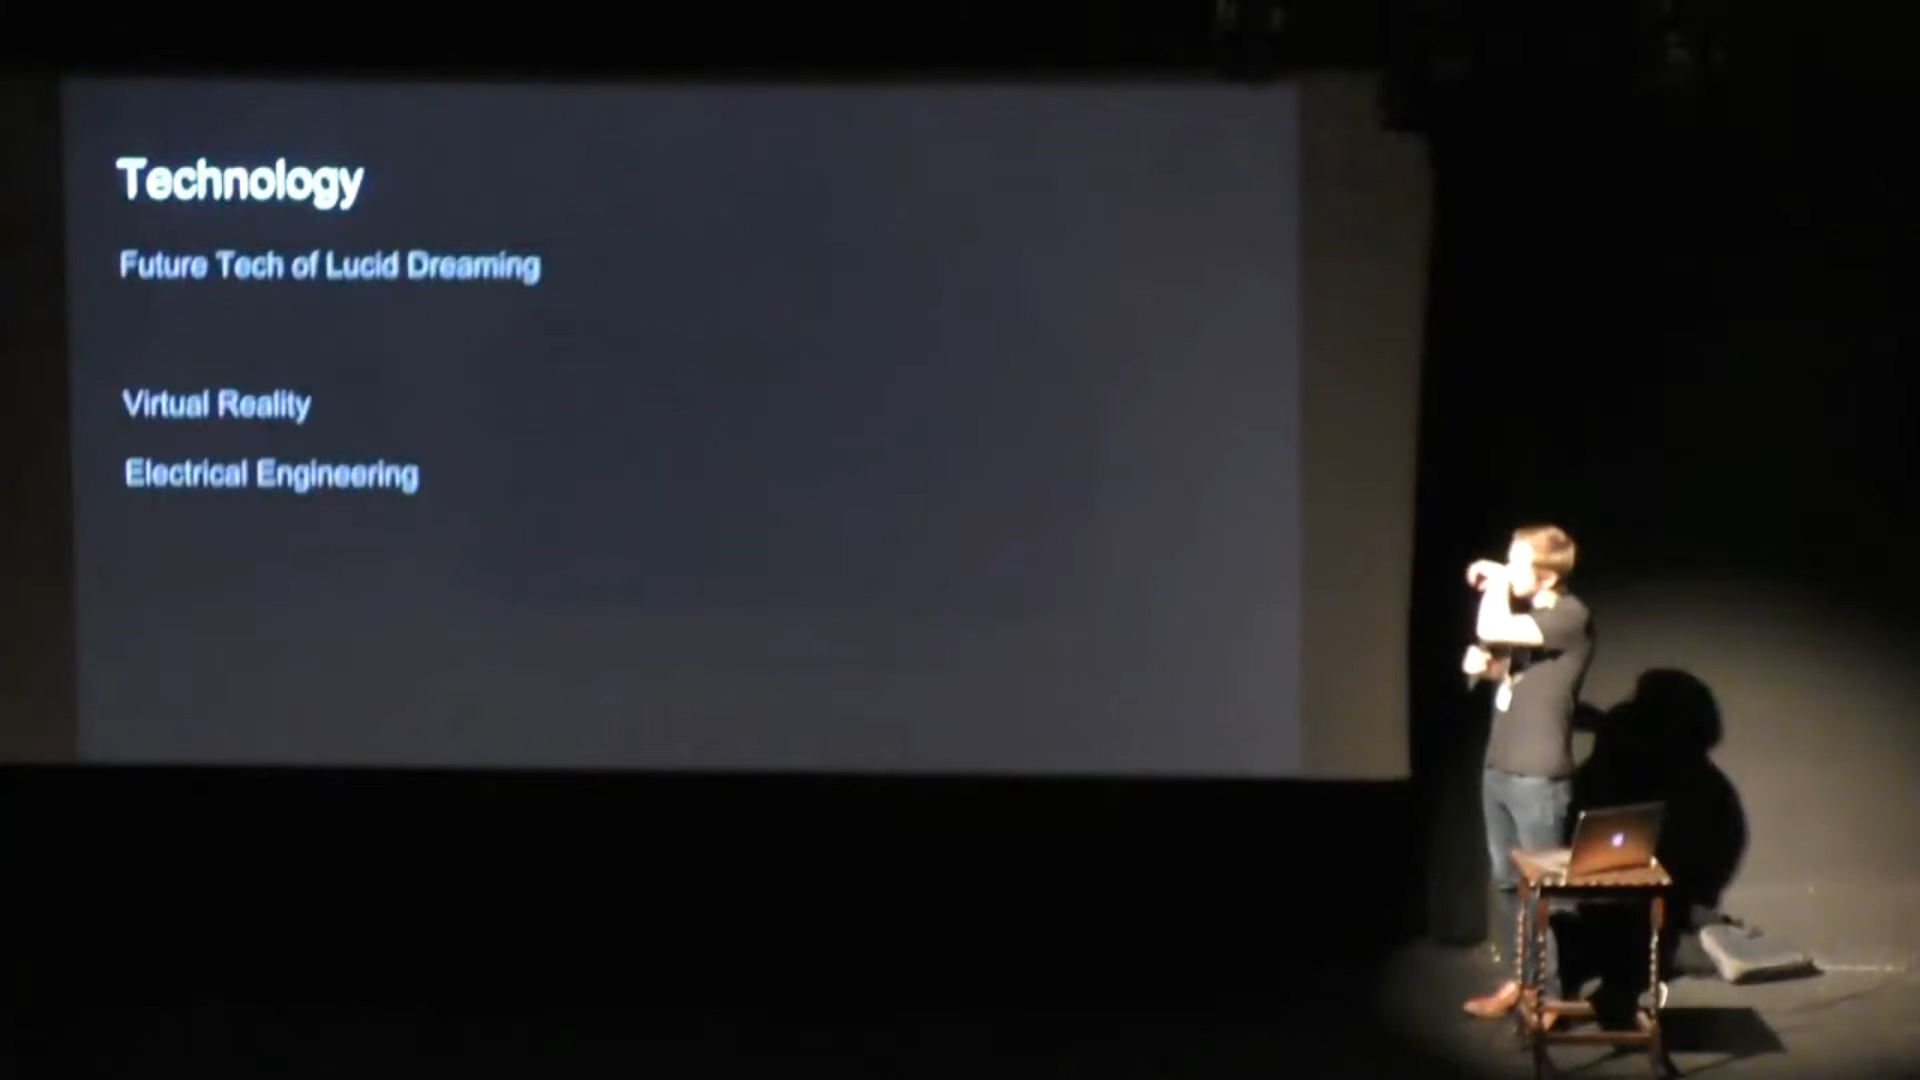 Technology
Future Tech of Lucid Dreaming
Virtual Reality
Electrical Engineering